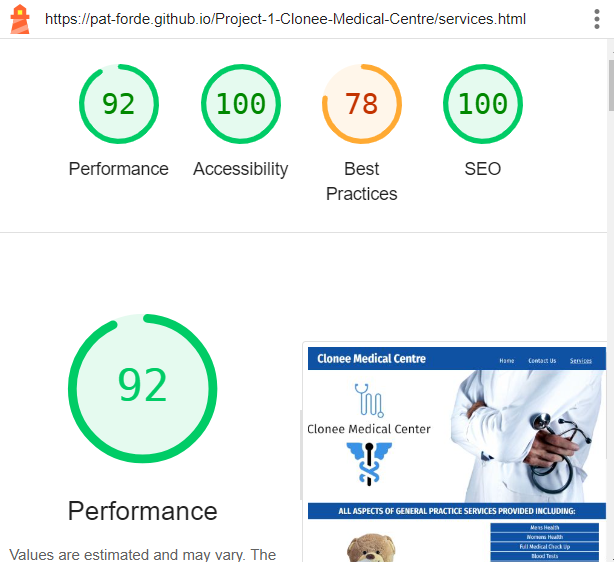 https://pat-forde.github.io/Project-1-Clonee-Medical-Centre/services.html
92 100 78 100
Performance Accessibility Best Practices SEO
92
Performance
Values are estimated and may vary. The
Clonee Medical Centre Home Contact Us Services
Clonee Medical Center
ALL ASPECTS OF GENERAL PRACTICE SERVICES PROVIDED INCLUDING:
Mens Health
Womens Health
Full Medical Check Up
Blood Tests